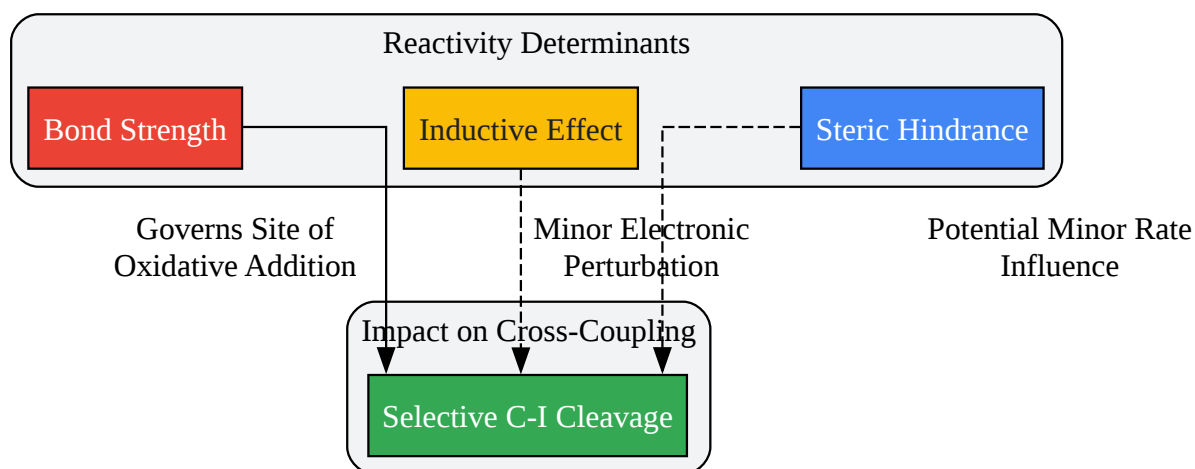 Reactivity Determinants
Bond Strength
Inductive Effect
Steric Hindrance
Governs Site of
Oxidative Addition
Minor Electronic
Perturbation
Potential Minor Rate
Influence
Impact on Cross-Coupling
Selective C-I Cleavage